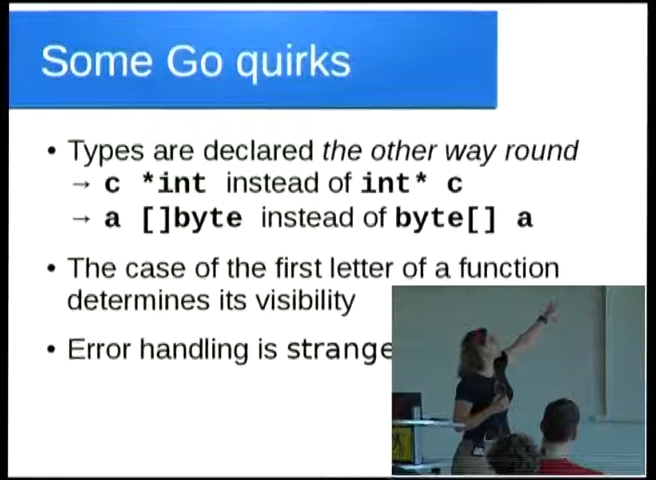 Some Go quirks
• Types are declared the other way round
→ c *int instead of int* c
→ a []byte instead of byte[] a
• The case of the first letter of a function
determines its visibility
• Error handling is strange